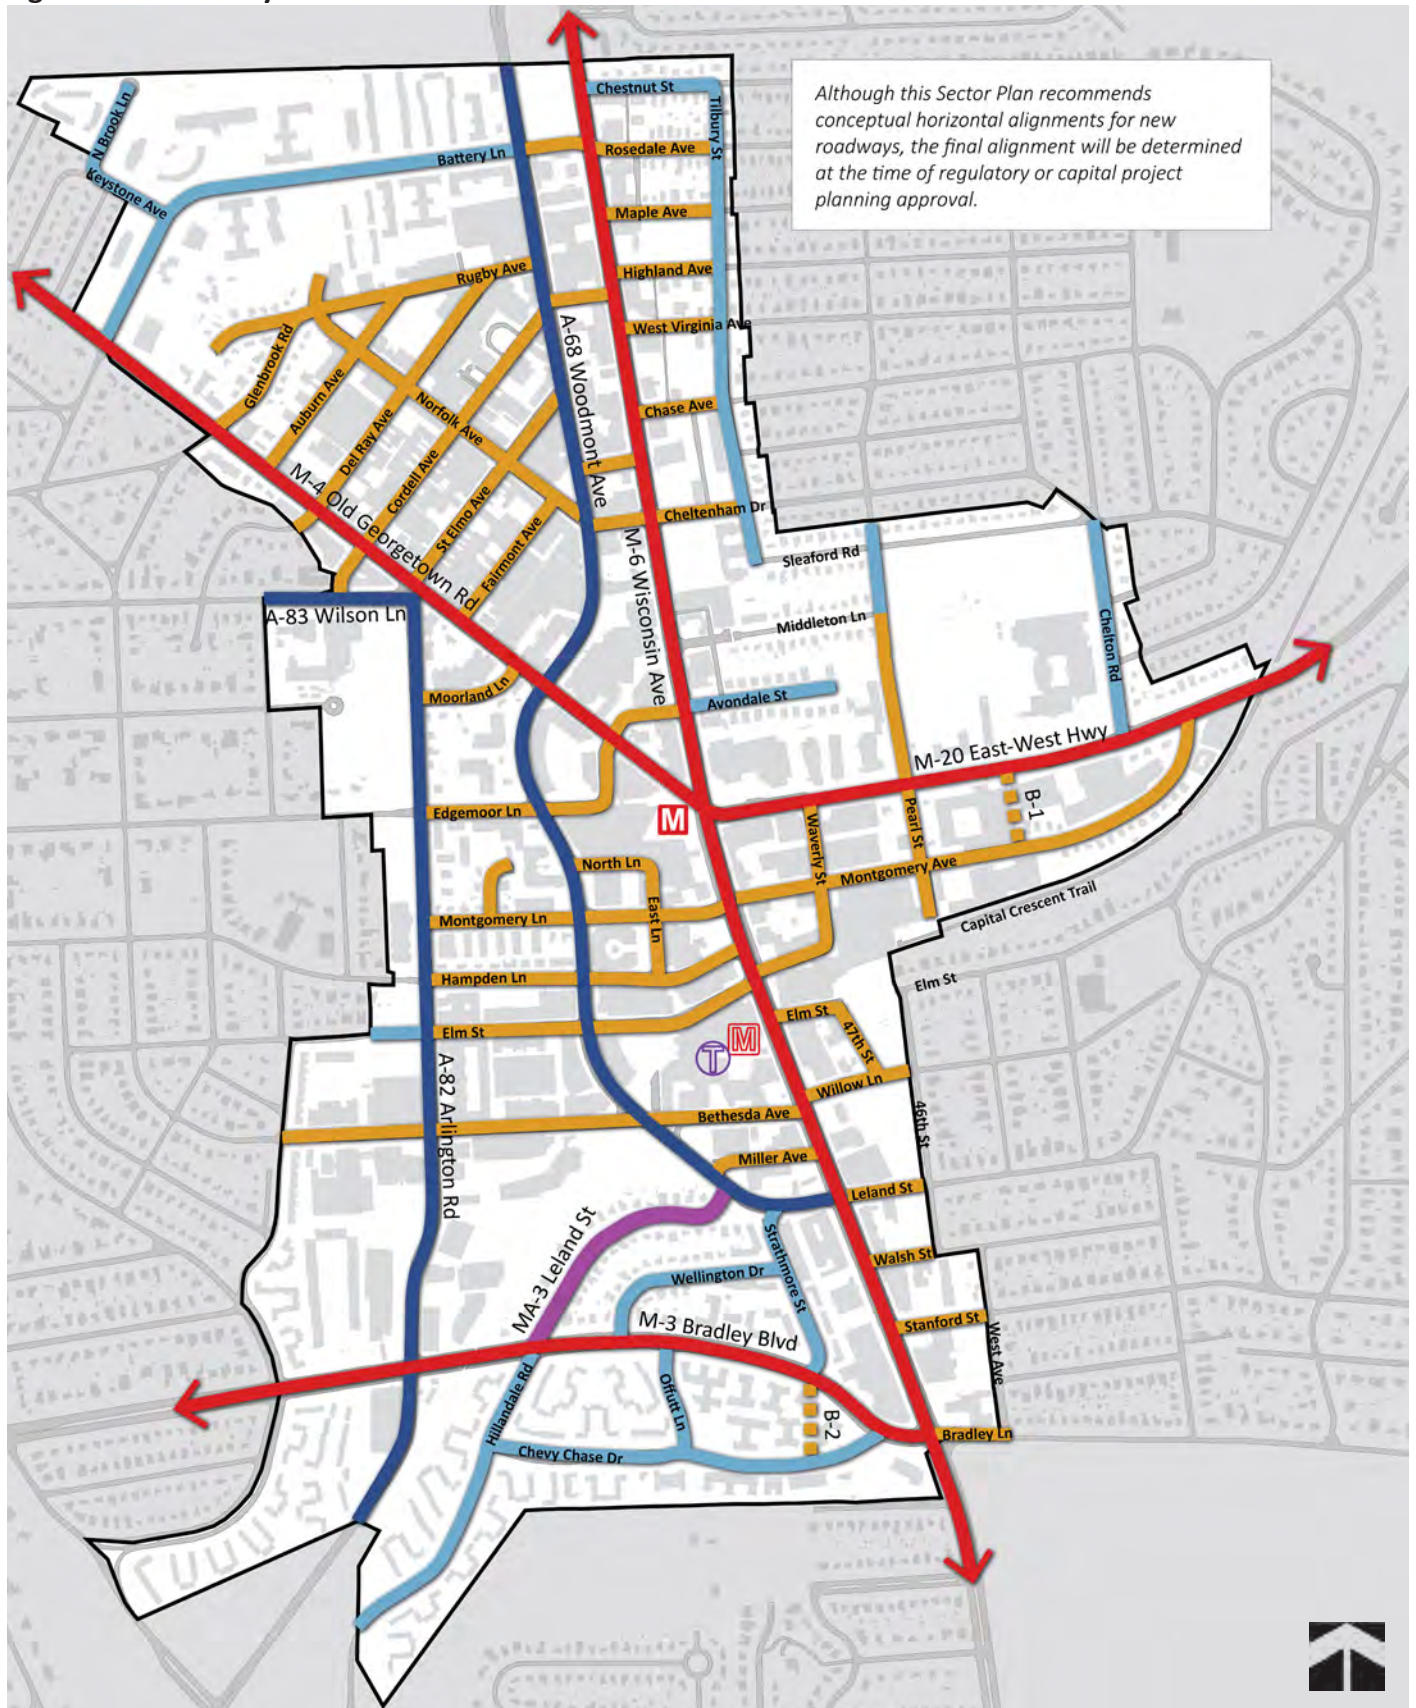 Although this Sector Plan recommends
conceptual horizontal alignments for new
roadways, the final alignment will be determined
at the time of regulatory or capital project
planning approval.
N Brook Ln
Keystone Ave
Battery Ln
Chestnut St
Tilbury St
Rosedale Ave
Maple Ave
Highland Ave
West Virginia Ave
Chase Ave
Cheltenham Dr
Rugby Ave
Glenbrook Rd
Auburn Ave
Del Ray Ave
Norfolk Ave
Cordell Ave
St Elmo Ave
Fairmont Ave
A-68 Woodmont Ave
M-4 Old Georgetown Rd
M-6 Wisconsin Ave
Sleaford Rd
Middleton Ln
Chelton Rd
A-83 Wilson Ln
Moorland Ln
Avondale St
M-20 East-West Hwy
B-1
Pearl St
Waverly St
Edgemoor Ln
M
North Ln
East Ln
Montgomery Ave
Montgomery Ln
Capital Crescent Trail
Hampden Ln
Elm St
Elm St
Elm St
47th St
M
T
Willow Ln
46th St
A-82 Arlington Rd
Bethesda Ave
Miller Ave
Leland St
MA-3 Leland St
Strathmore St
Walsh St
Wellington Dr
M-3 Bradley Blvd
Stanford St
West Ave
Hillandale Rd
Offutt Ln
B-2
Bradley Ln
Chevy Chase Dr